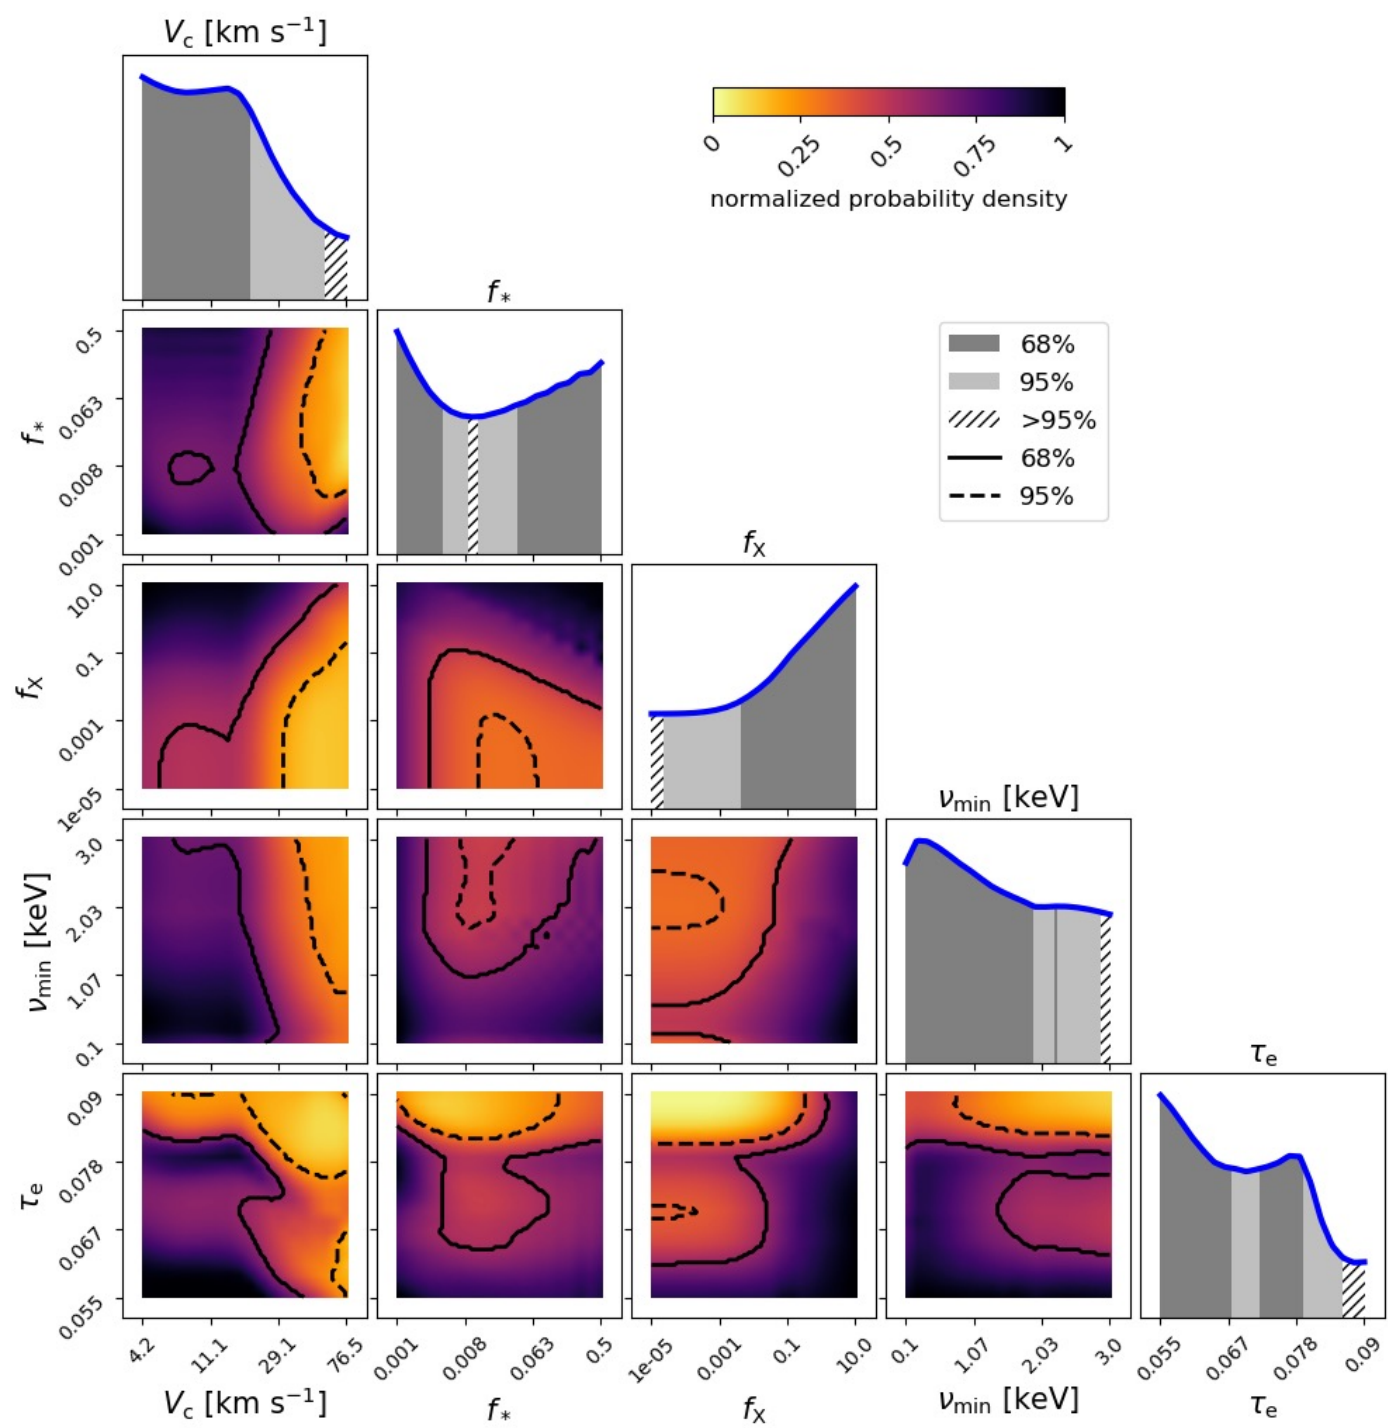 V_c [km s⁻¹]
0
0.25
0.5
0.75
1
normalized probability density
f_*
0.5
0.063
0.008
0.001
f_*
68%
95%
>95%
68%
95%
f_X
10.0
0.1
0.001
1e-05
f_X
ν_min [keV]
3.0
2.03
1.07
0.1
ν_min [keV]
τ_e
0.09
0.078
0.067
0.055
τ_e
4.2 11.1 29.1 76.5 0.001 0.008 0.063 0.5 1e-05 0.001 0.1 10.0 0.1 1.07 2.03 3.0 0.055 0.067 0.078 0.09
V_c [km s⁻¹] f_* f_X ν_min [keV] τ_e